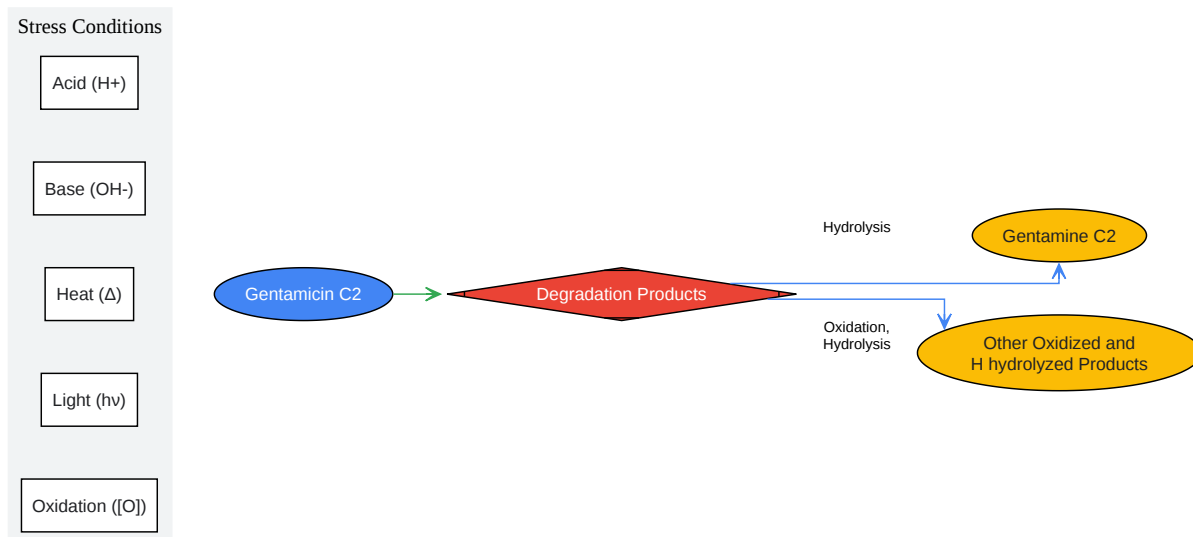 Stress Conditions
Acid (H+)
Base (OH-)
Heat (Δ)
Light (hν)
Oxidation ([O])
Gentamicin C2
Degradation Products
Hydrolysis
Gentamine C2
Oxidation,
Hydrolysis
Other Oxidized and
H hydrolyzed Products